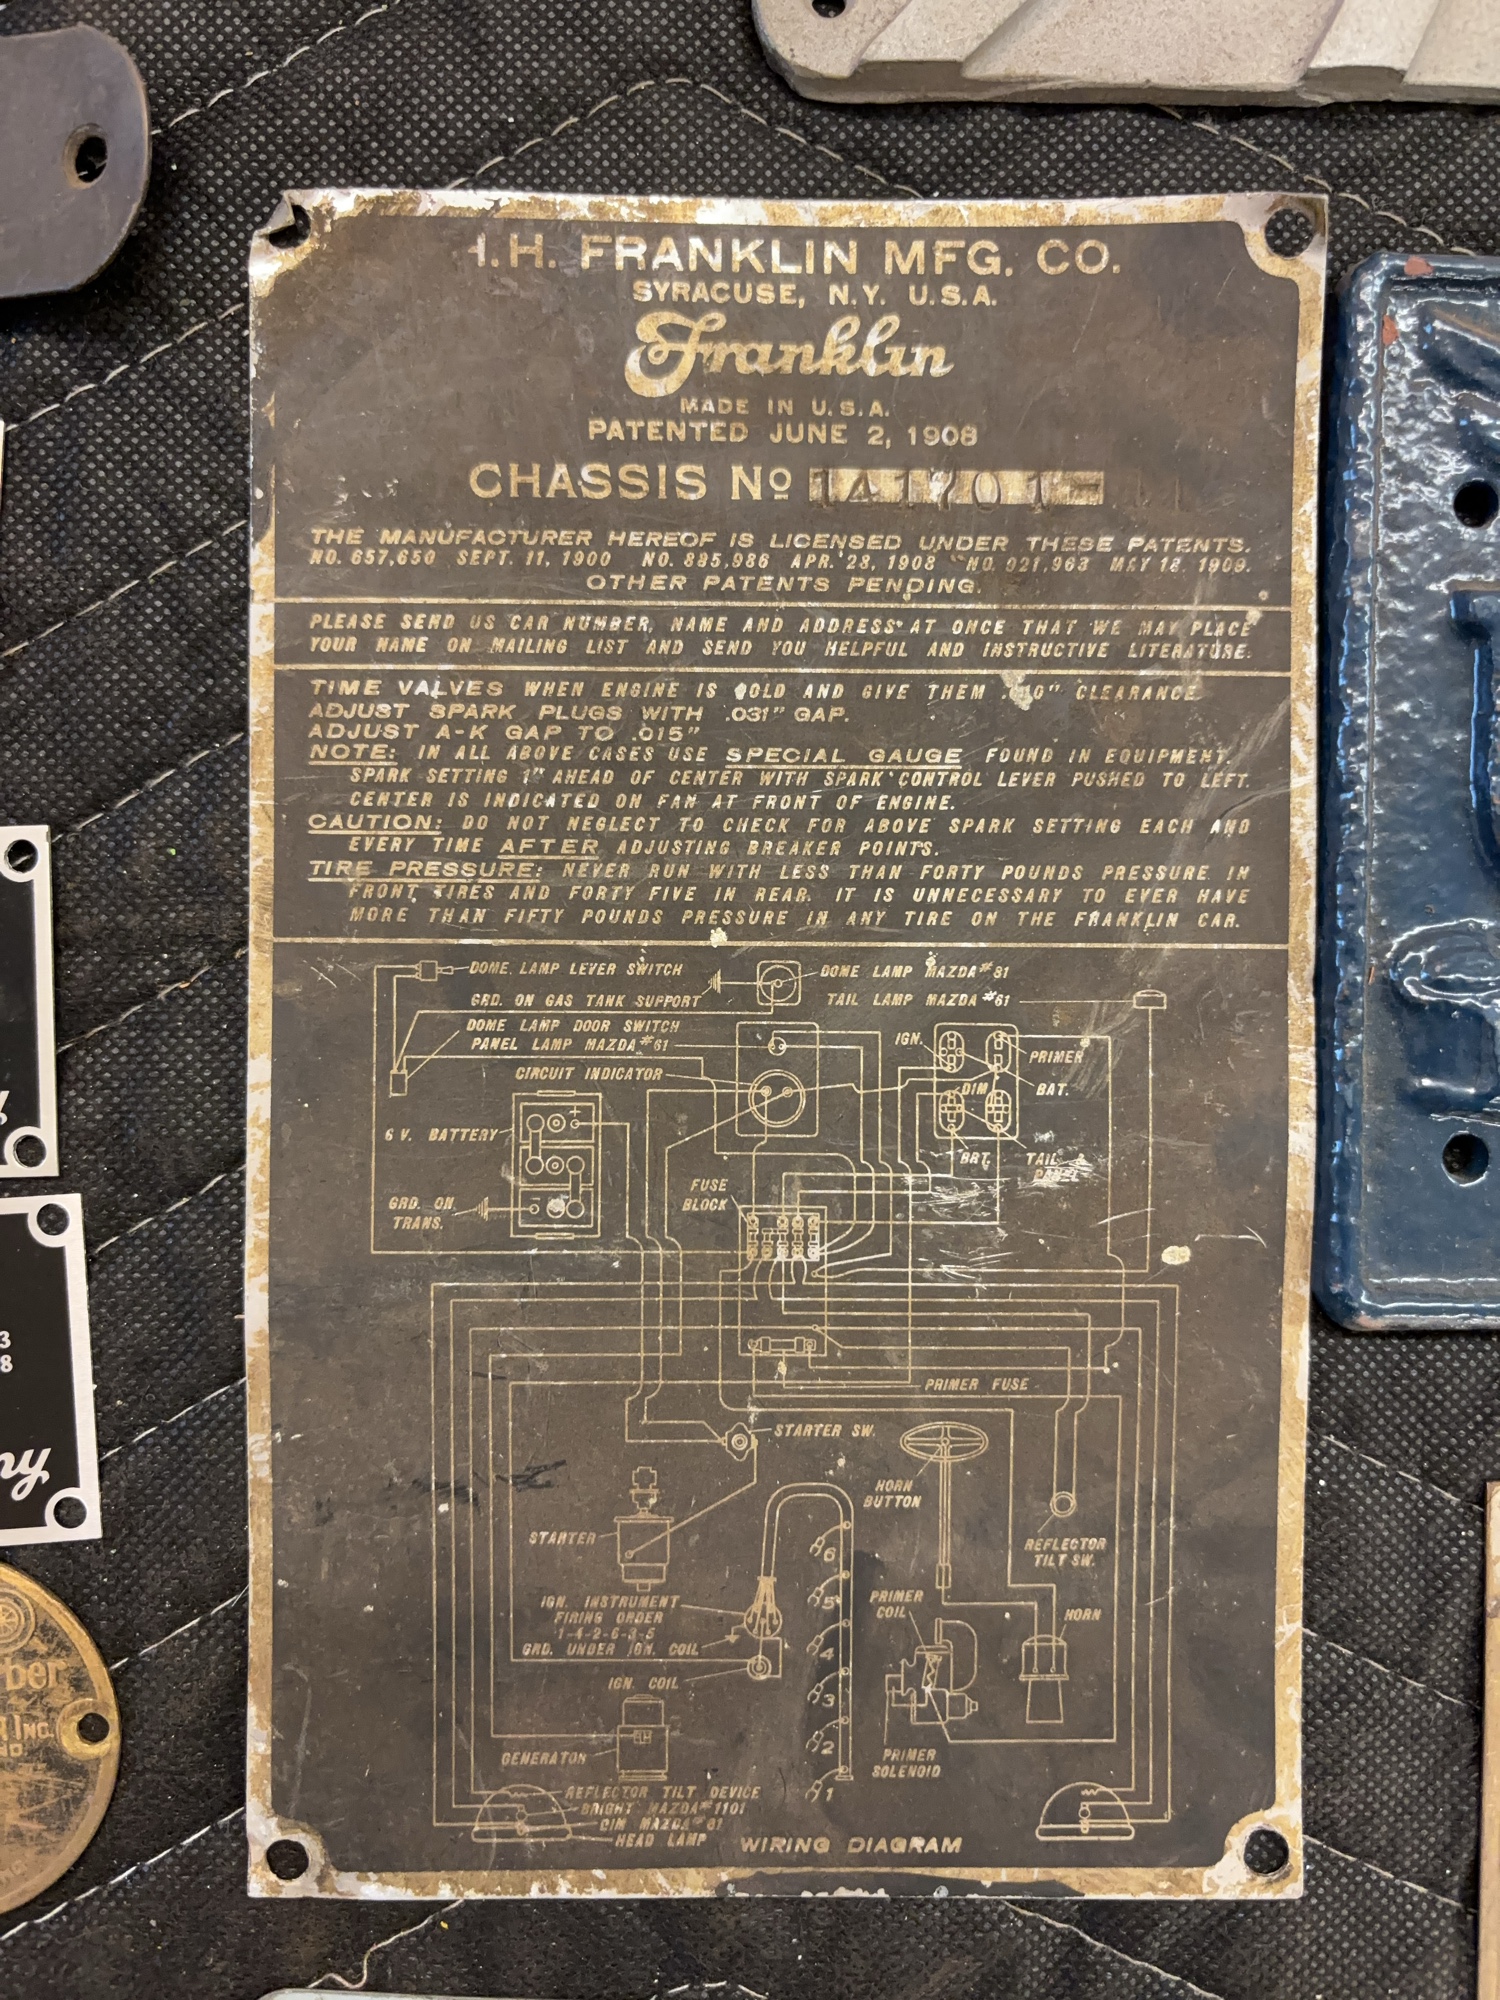 .H. FRANKLIN MFG. CO.
SYRACUSE, N.Y. U.S.A.
Franklin
MADE IN U.S.A.
PATENTED JUNE 2, 1908
CHASSIS No
THE MANUFACTURER HEREOF IS LICENSED UNDER THESE PATENTS.
NO. 657,650 SEPT. 11, 1900 NO. 885,986 APR. 28, 1908 NO. 921,963 MAY 18. 1909.
OTHER PATENTS PENDING.
PLEASE SEND US CAR NUMBER, NAME AND ADDRESS AT ONCE THAT WE MAY PLACE
YOUR NAME ON MAILING LIST AND SEND YOU HELPFUL AND INSTRUCTIVE LITERATURE.
TIME VALVES WHEN ENGINE IS COLD AND GIVE THEM CLEARANCE
ADJUST SPARK PLUGS WITH .031" GAP.
ADJUST A-K GAP TO .015"
NOTE: IN ALL ABOVE CASES USE SPECIAL GAUGE FOUND IN EQUIPMENT.
SPARK SETTING 1" AHEAD OF CENTER WITH SPARK CONTROL LEVER PUSHED TO LEFT.
CENTER IS INDICATED ON FAN AT FRONT OF ENGINE.
CAUTION: DO NOT NEGLECT TO CHECK FOR ABOVE SPARK SETTING EACH AND
EVERY TIME AFTER ADJUSTING BREAKER POINTS.
TIRE PRESSURE: NEVER RUN WITH LESS THAN FORTY POUNDS PRESSURE IN
FRONT TIRES AND FORTY FIVE IN REAR. IT IS UNNECESSARY TO EVER HAVE
MORE THAN FIFTY POUNDS PRESSURE IN ANY TIRE ON THE FRANKLIN CAR.
DOME LAMP LEVER SWITCH
DOME LAMP MAZDA #81
GRD. ON GAS TANK SUPPORT
TAIL LAMP MAZDA #61
DOME LAMP DOOR SWITCH
PANEL LAMP MAZDA #61
IGN.
PRIMER
CIRCUIT INDICATOR
DIM
BAT.
6 V. BATTERY
BRT.
TAIL & PANEL
GRD. ON
TRANS.
FUSE
BLOCK
PRIMER FUSE
STARTER SW.
HORN
BUTTON
STARTER
REFLECTOR
TILT SW.
IGN. INSTRUMENT
FIRING ORDER
1-4-2-6-3-5
GRD. UNDER IGN. COIL
IGN. COIL
6
5
4
3
2
1
PRIMER
COIL
HORN
GENERATOR
PRIMER
SOLENOID
REFLECTOR TILT DEVICE
BRIGHT MAZDA #1101
DIM MAZDA #61
HEAD LAMP
WIRING DIAGRAM
3
8
ny
ber
INC.